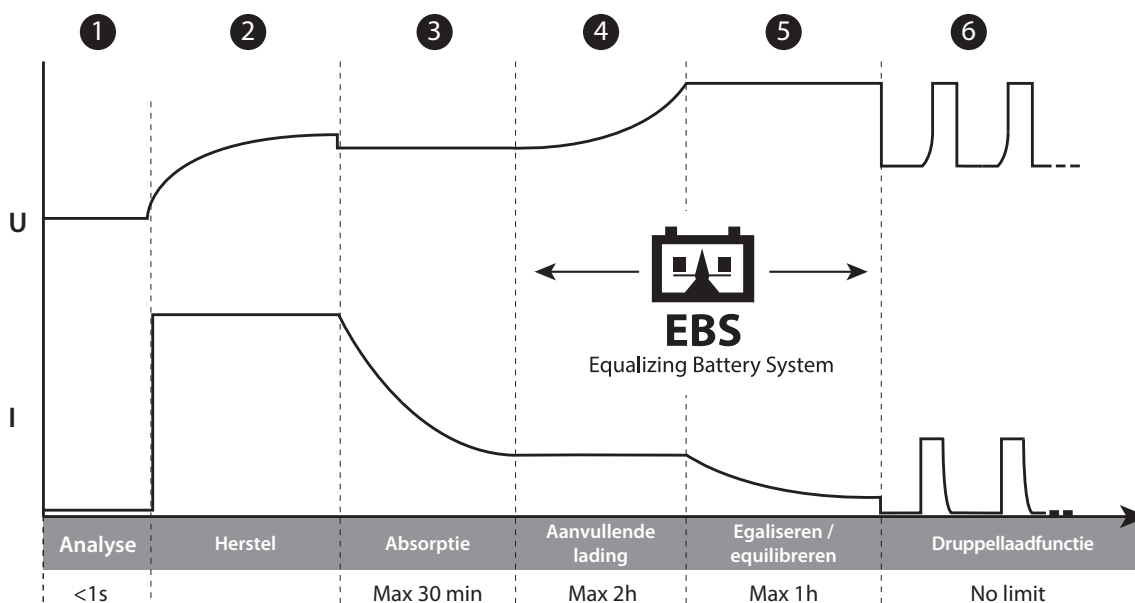 1 2 3 4 5 6
U
EBS
Equalizing Battery System
I
Analyse Herstel Absorptie Aanvullende lading Egaliseren / equilibreren Druppellaadfunctie
<1s Max 30 min Max 2h Max 1h No limit